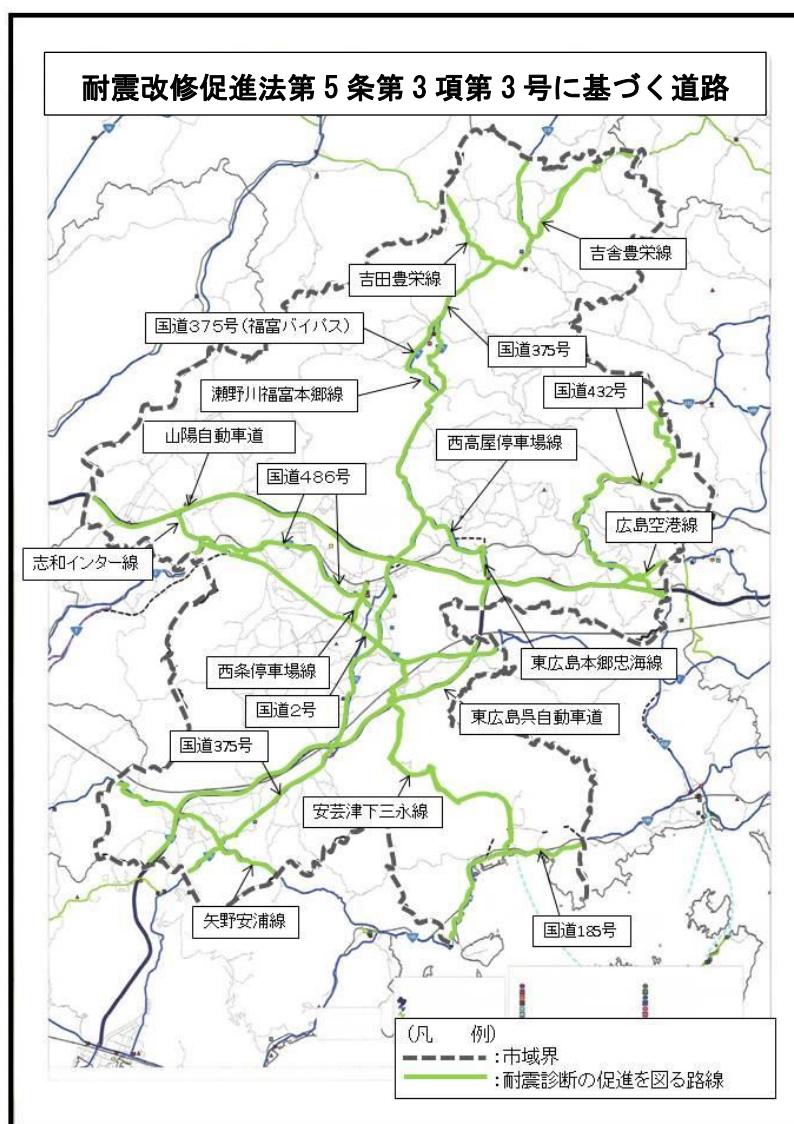 耐震改修促進法第5条第3項第3号に基づく道路
吉舎豊栄線
吉田豊栄線
国道375号(福富バイパス)
国道375号
瀬野川福富本郷線
国道432号
山陽自動車道
西高屋停車場線
国道486号
広島空港線
志和インター線
西条停車場線
東広島本郷忠海線
国道2号
東広島呉自動車道
国道375号
安芸津下三永線
矢野安浦線
国道185号
(凡 例)
:市域界
:耐震診断の促進を図る路線